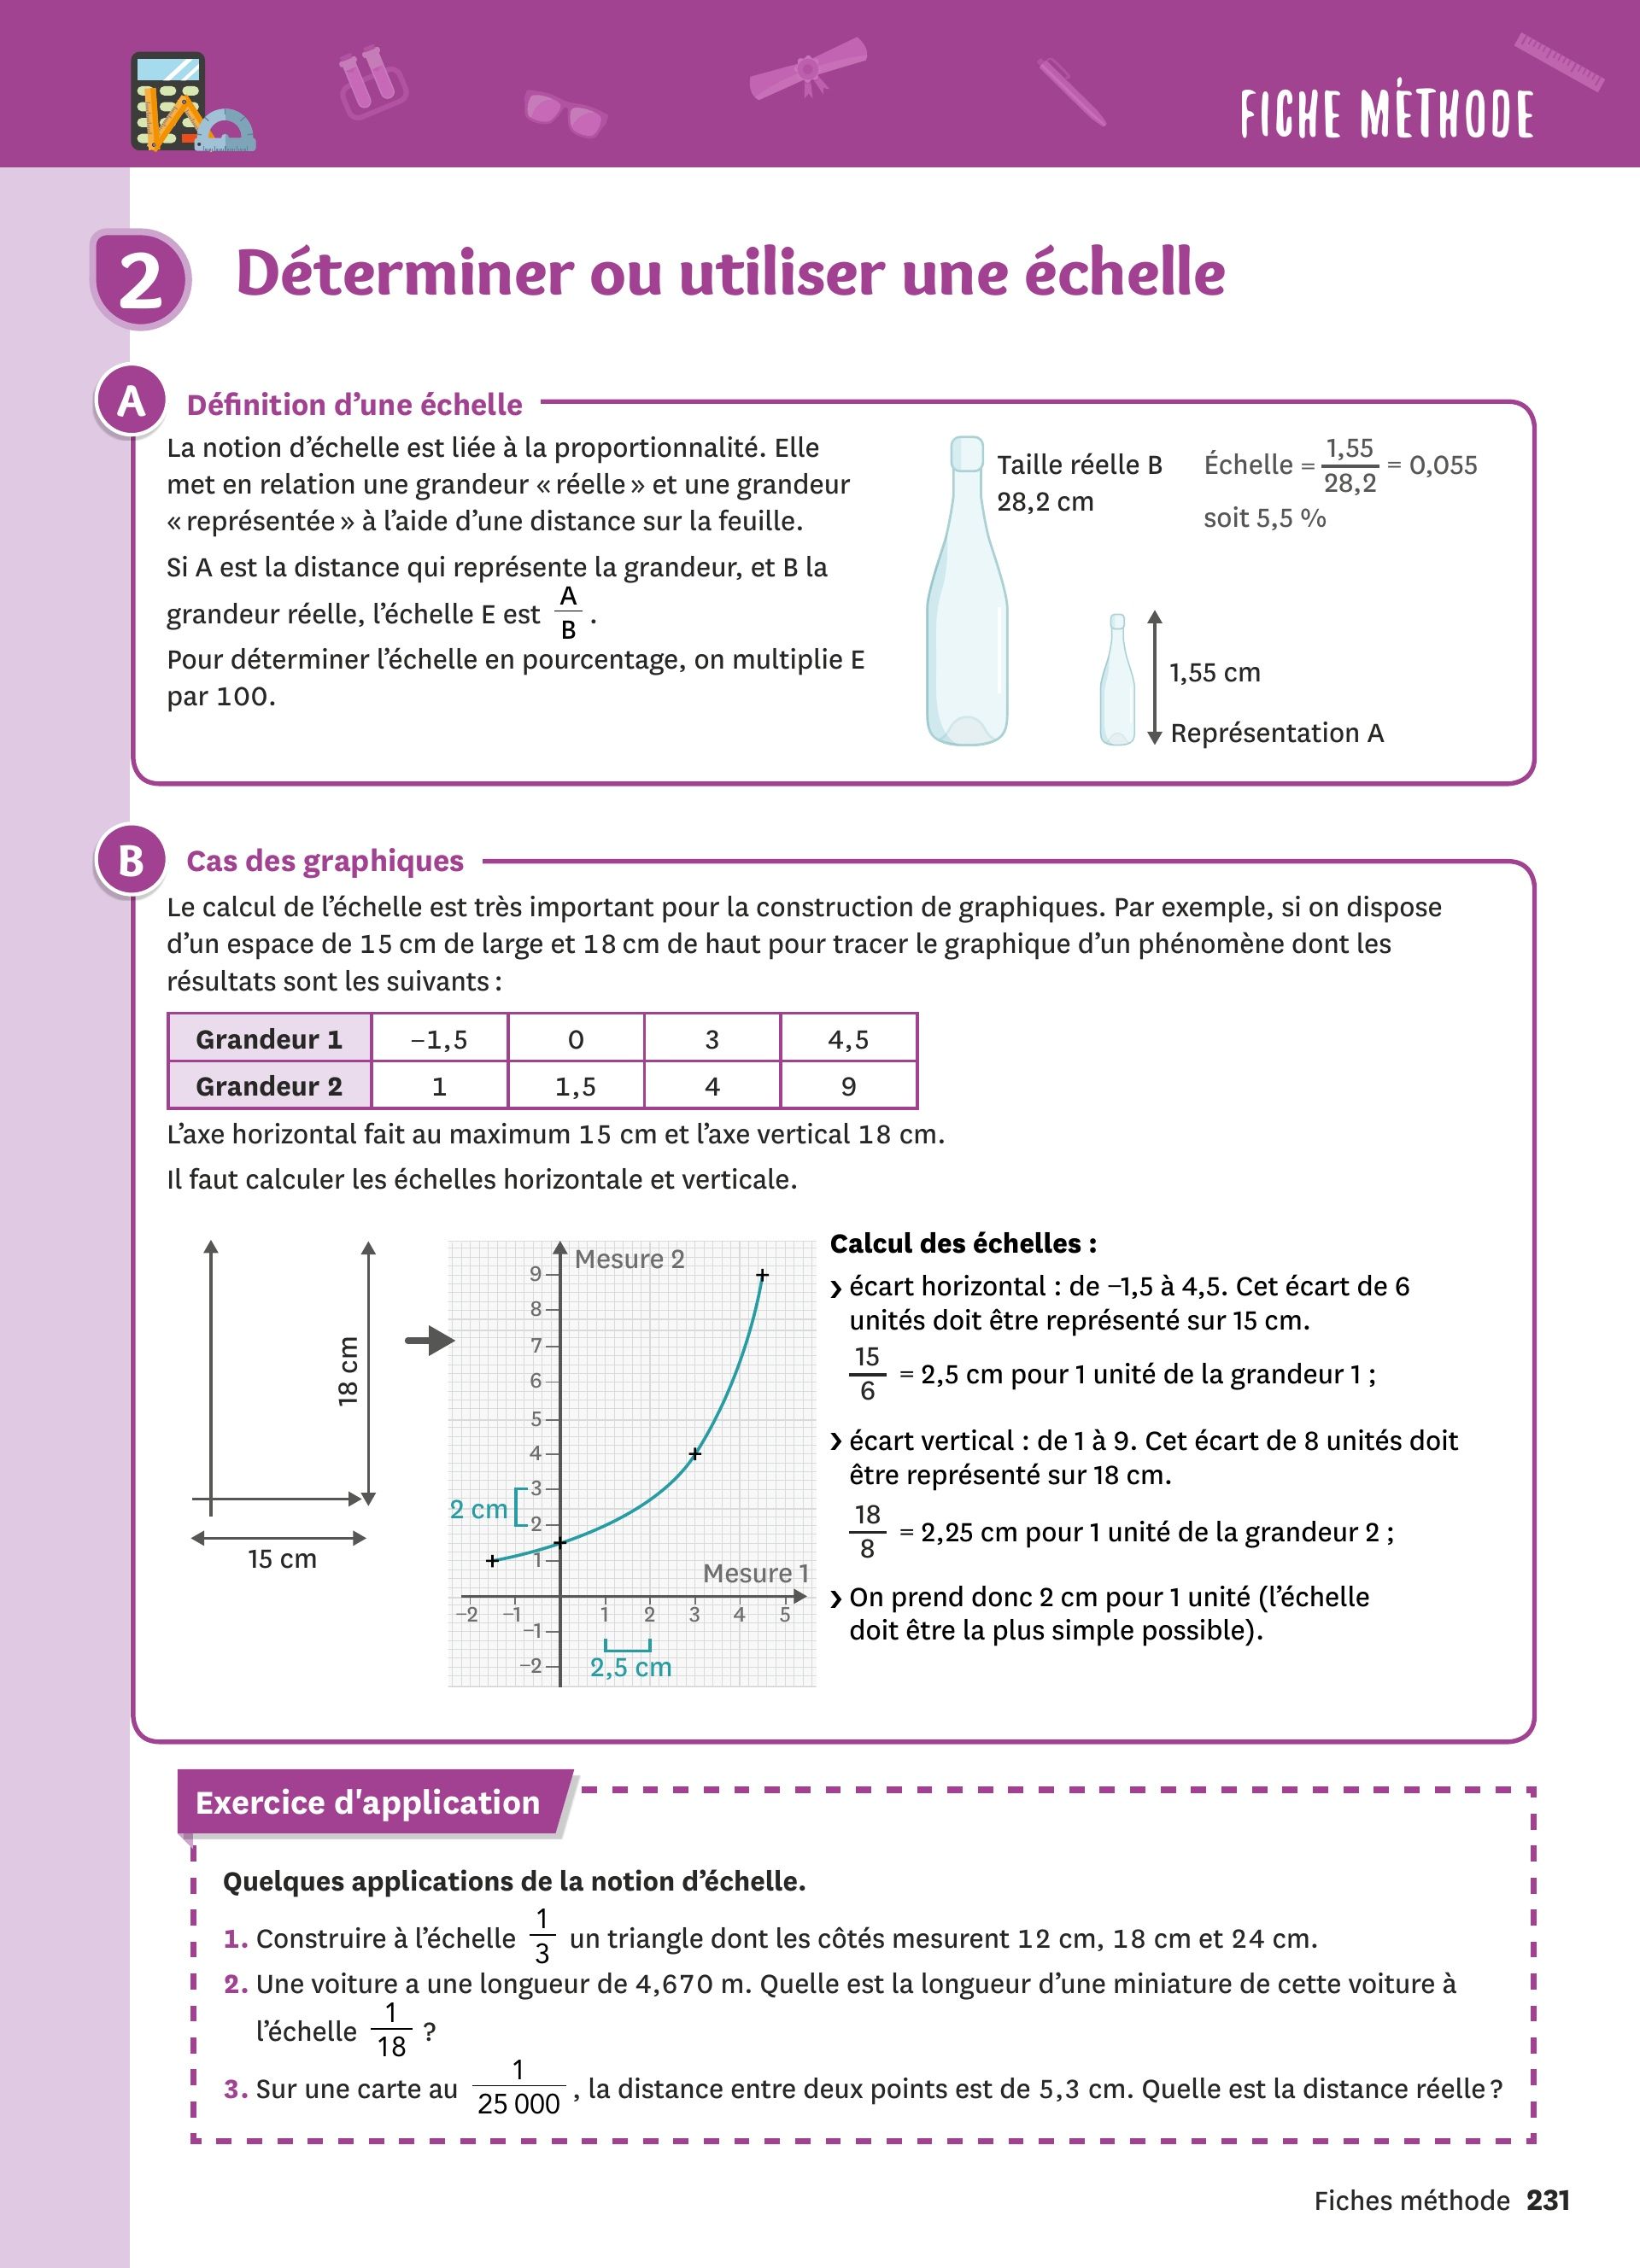 FICHE MÉTHODE
2 Déterminer ou utiliser une échelle
A Définition d’une échelle
La notion d’échelle est liée à la proportionnalité. Elle
met en relation une grandeur « réelle » et une grandeur
« représentée » à l’aide d’une distance sur la feuille.
Si A est la distance qui représente la grandeur, et B la
grandeur réelle, l’échelle E est A/B .
Pour déterminer l’échelle en pourcentage, on multiplie E
par 100.
Taille réelle B
28,2 cm
Échelle = 1,55/28,2 = 0,055
soit 5,5 %
1,55 cm
Représentation A
B Cas des graphiques
Le calcul de l’échelle est très important pour la construction de graphiques. Par exemple, si on dispose
d’un espace de 15 cm de large et 18 cm de haut pour tracer le graphique d’un phénomène dont les
résultats sont les suivants :
Grandeur 1 –1,5 0 3 4,5
Grandeur 2 1 1,5 4 9
L’axe horizontal fait au maximum 15 cm et l’axe vertical 18 cm.
Il faut calculer les échelles horizontale et verticale.
18 cm
15 cm
Mesure 2
9
8
7
6
5
4
3
2 cm
2
1
Mesure 1
–2 –1 1 2 3 4 5
–1
–2
2,5 cm
Calcul des échelles :
› écart horizontal : de –1,5 à 4,5. Cet écart de 6
unités doit être représenté sur 15 cm.
15/6 = 2,5 cm pour 1 unité de la grandeur 1 ;
› écart vertical : de 1 à 9. Cet écart de 8 unités doit
être représenté sur 18 cm.
18/8 = 2,25 cm pour 1 unité de la grandeur 2 ;
› On prend donc 2 cm pour 1 unité (l’échelle
doit être la plus simple possible).
Exercice d'application
Quelques applications de la notion d’échelle.
1. Construire à l’échelle 1/3 un triangle dont les côtés mesurent 12 cm, 18 cm et 24 cm.
2. Une voiture a une longueur de 4,670 m. Quelle est la longueur d’une miniature de cette voiture à
l’échelle 1/18 ?
3. Sur une carte au 1/25 000 , la distance entre deux points est de 5,3 cm. Quelle est la distance réelle ?
Fiches méthode 231